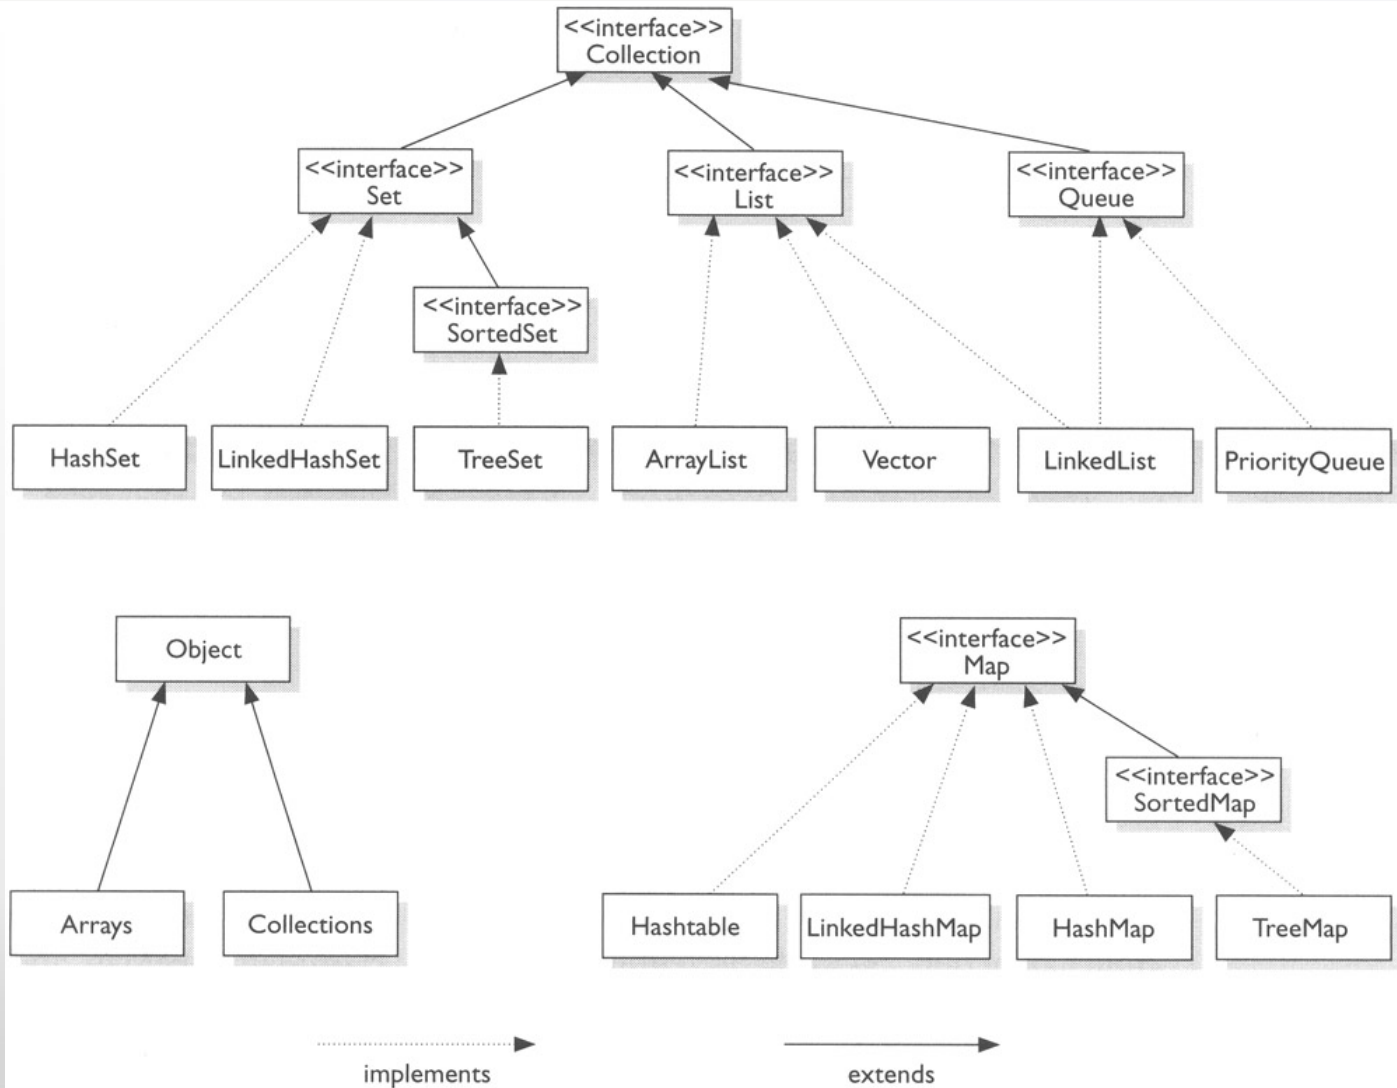 <<interface>>
Collection
<<interface>>
Set
<<interface>>
List
<<interface>>
Queue
<<interface>>
SortedSet
HashSet
LinkedHashSet
TreeSet
ArrayList
Vector
LinkedList
PriorityQueue
Object
<<interface>>
Map
<<interface>>
SortedMap
Arrays
Collections
Hashtable
LinkedHashMap
HashMap
TreeMap
implements
extends